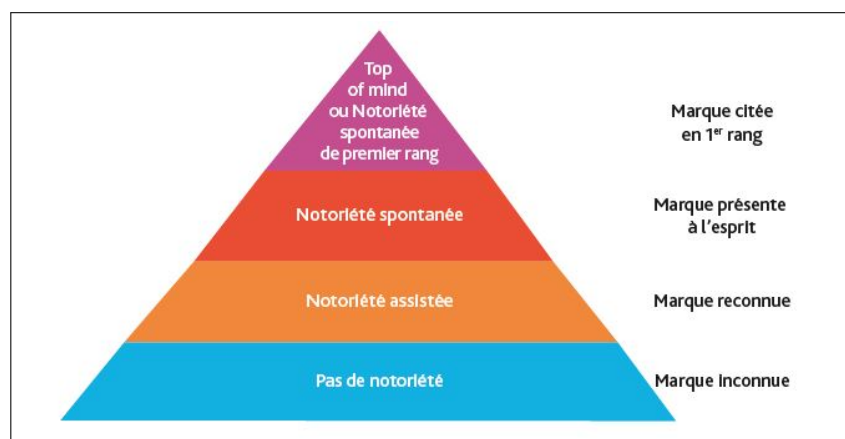 Top
of mind
ou Notoriété
spontanée
de premier rang
Marque citée
en 1er rang
Notoriété spontanée
Marque présente
à l'esprit
Notoriété assistée
Marque reconnue
Pas de notoriété
Marque inconnue